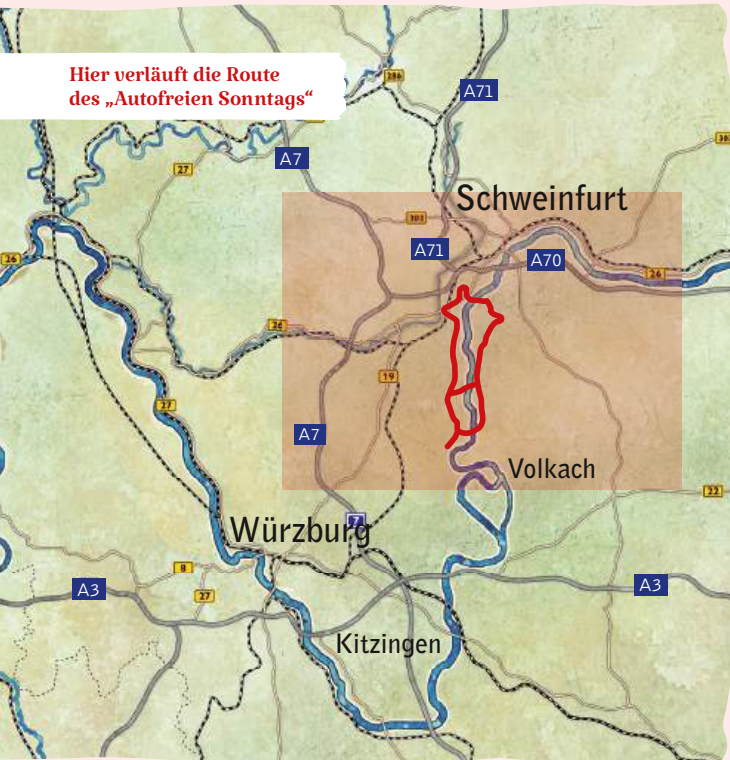 Hier verläuft die Route
des „Autofreien Sonntags“
286
A71
A7
27
Schweinfurt
303
A71
A70
26
26
26
19
27
A7
Volkach
22
7
Würzburg
8
A3
27
A3
Kitzingen